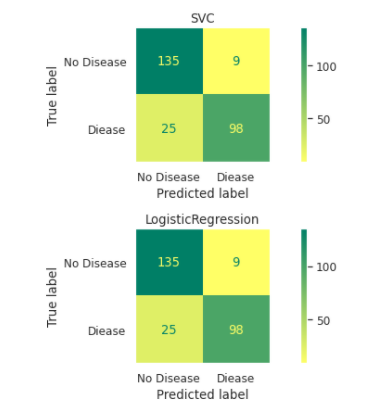 SVC
No Disease 135 9 100
True label
Diease 25 98 50
No Disease Diease
Predicted label
LogisticRegression
No Disease 135 9 100
True label
Diease 25 98 50
No Disease Diease
Predicted label